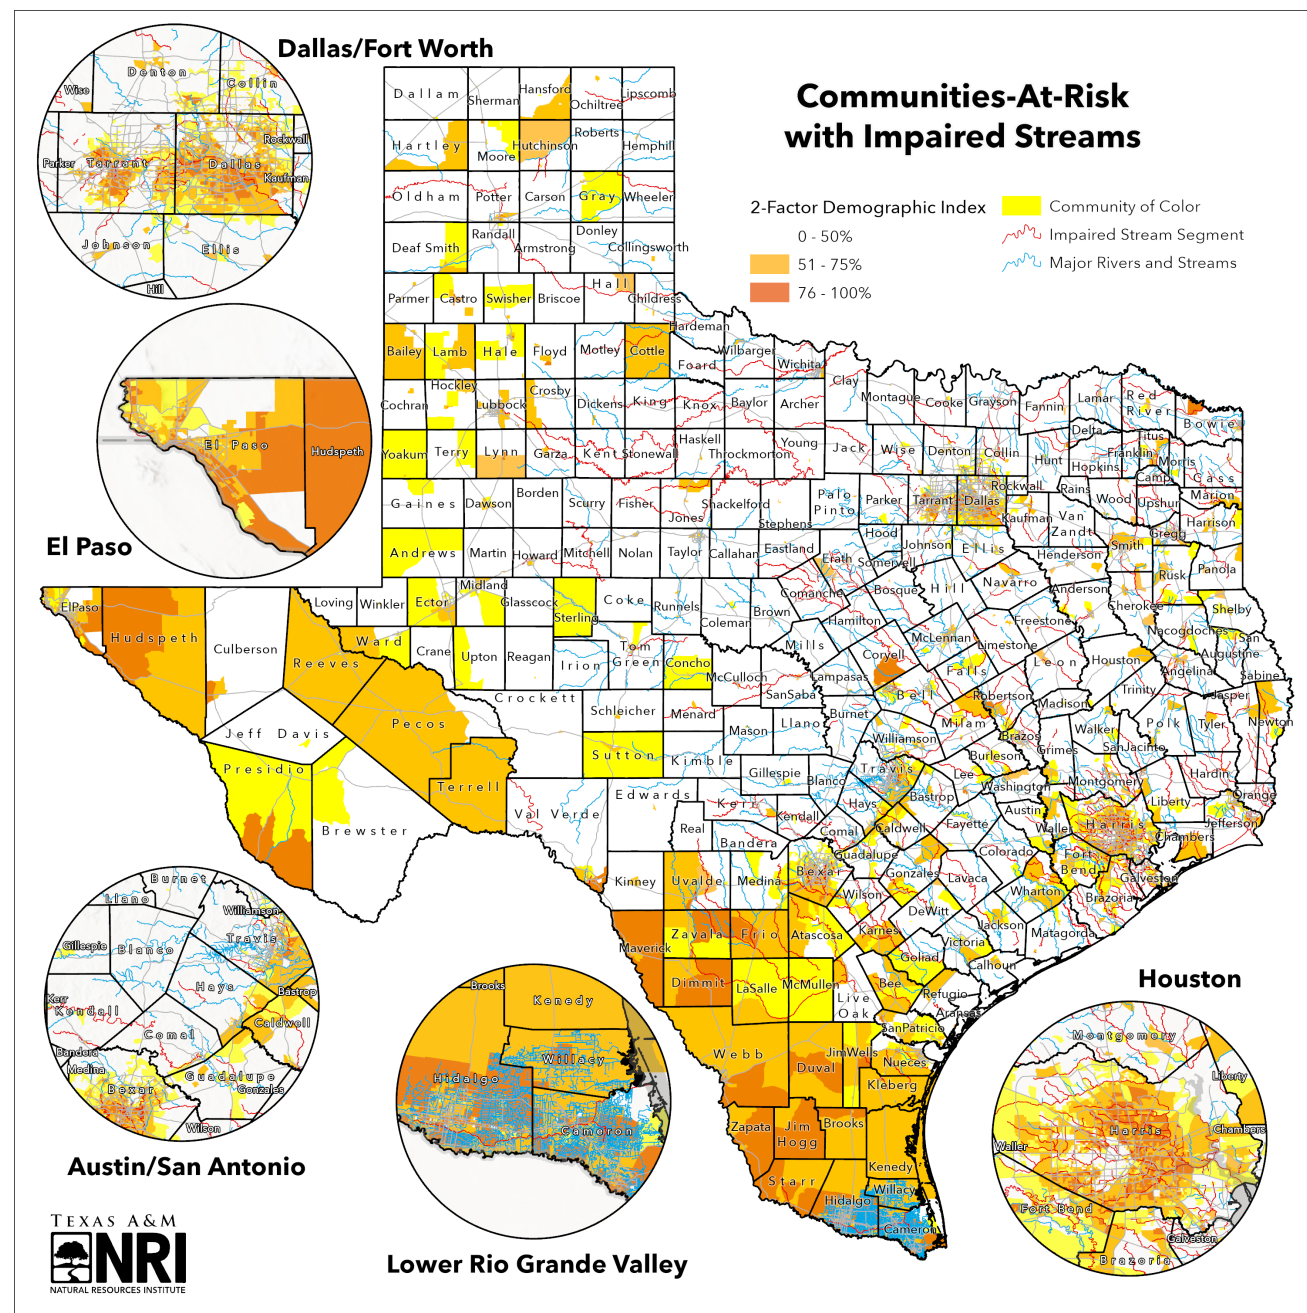 Communities-At-Risk
with Impaired Streams
2-Factor Demographic Index
0 - 50%
51 - 75%
76 - 100%
Community of Color
Impaired Stream Segment
Major Rivers and Streams
Dallas/Fort Worth
Denton
Collin
Wise
Rockwall
Parker
Tarrant
Dallas
Kaufman
Johnson
Ellis
Hill
El Paso
El Paso
Hudspeth
Dallam
Sherman
Hansford
Ochiltree
Lipscomb
Hartley
Moore
Hutchinson
Roberts
Hemphill
Oldham
Potter
Carson
Gray
Wheeler
Deaf Smith
Randall
Armstrong
Donley
Collingsworth
Parmer
Castro
Swisher
Briscoe
Hall
Childress
Hardeman
Bailey
Lamb
Hale
Floyd
Motley
Cottle
Foard
Wilbarger
Wichita
Clay
Montague
Cooke
Grayson
Fannin
Lamar
Red
River
Bowie
Cochran
Hockley
Lubbock
Crosby
Dickens
King
Knox
Baylor
Archer
Yoakum
Terry
Lynn
Garza
Kent
Stonewall
Haskell
Throckmorton
Young
Jack
Wise
Denton
Collin
Hunt
Delta
Hopkins
Titus
Franklin
Morris
Camp
Cass
Gaines
Dawson
Borden
Scurry
Fisher
Jones
Shackelford
Stephens
Palo
Pinto
Parker
Tarrant
Dallas
Rockwall
Kaufman
Rains
Wood
Van
Zandt
Upshur
Marion
Harrison
Gregg
Smith
Andrews
Martin
Howard
Mitchell
Nolan
Taylor
Callahan
Eastland
Erath
Hood
Somervell
Johnson
Ellis
Henderson
Rusk
Panola
ElPaso
Hudspeth
Culberson
Reeves
Loving
Winkler
Ector
Midland
Glasscock
Sterling
Coke
Runnels
Coleman
Brown
Comanche
Bosque
Hill
Navarro
Anderson
Cherokee
Shelby
Ward
Crane
Upton
Reagan
Irion
Tom
Green
Concho
McCulloch
Mills
Hamilton
McLennan
Limestone
Freestone
Nacogdoches
San
Augustine
Sabine
Jeff Davis
Pecos
Crockett
Schleicher
Menard
SanSaba
Lampasas
Coryell
Bell
Falls
Leon
Houston
Angelina
Trinity
Robertson
Madison
Jasper
Newton
Presidio
Brewster
Terrell
Sutton
Kimble
Mason
Llano
Burnet
Williamson
Milam
Brazos
Grimes
Walker
SanJacinto
Polk
Tyler
Hardin
Val Verde
Edwards
Kerr
Gillespie
Blanco
Travis
Hays
Lee
Burleson
Washington
Montgomery
Liberty
Orange
Real
Bandera
Kendall
Comal
Caldwell
Bastrop
Fayette
Austin
Waller
Harris
Chambers
Jefferson
Kinney
Uvalde
Medina
Bexar
Guadalupe
Gonzales
Lavaca
Colorado
Fort
Bend
Galveston
Wharton
Brazoria
Maverick
Zavala
Frio
Atascosa
Wilson
Karnes
DeWitt
Jackson
Matagorda
Victoria
Goliad
Calhoun
Dimmit
LaSalle
McMullen
Live
Oak
Bee
Refugio
Aransas
SanPatricio
Webb
Duval
JimWells
Nueces
Kleberg
Zapata
Jim
Hogg
Brooks
Kenedy
Starr
Hidalgo
Willacy
Cameron
Burnet
Llano
Williamson
Gillespie
Blanco
Travis
Hays
Bastrop
Kerr
Kendall
Caldwell
Comal
Bandera
Medina
Bexar
Guadalupe
Gonzales
Wilson
Austin/San Antonio
Brooks
Kenedy
Willacy
Hidalgo
Cameron
Lower Rio Grande Valley
Houston
Montgomery
Liberty
Harris
Chambers
Waller
Fort Bend
Galveston
Brazoria
TEXAS A&M
NRI
NATURAL RESOURCES INSTITUTE